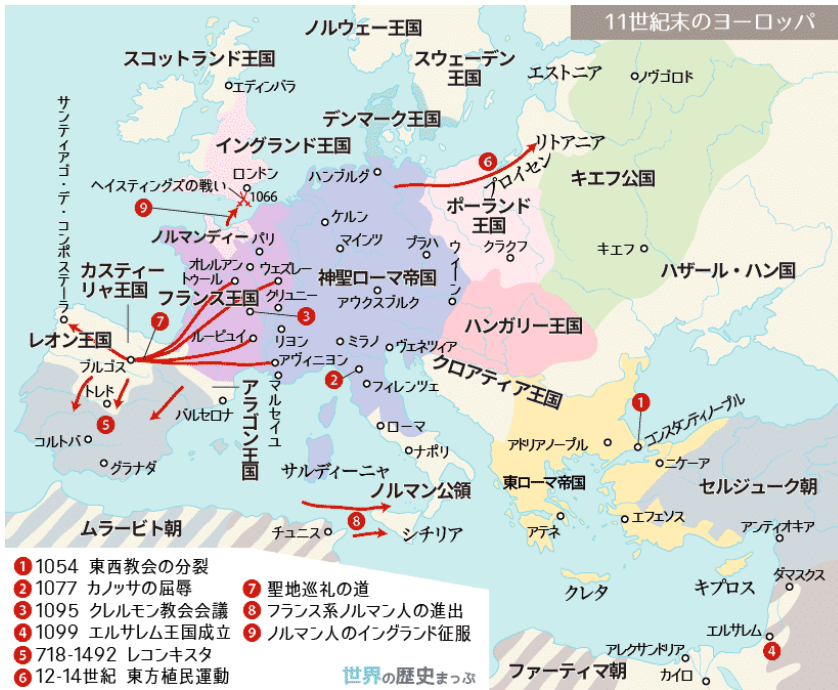 11世紀末のヨーロッパ
ノルウェー王国
スコットランド王国
スウェーデン
王国
エストニア
ノヴゴロド
エディンバラ
サンティアゴ・デ・コンポステーラ
デンマーク王国
イングランド王国
リトアニア
6
プロイセン
ロンドン
ハンブルグ
ヘイスティングズの戦い
1066
キエフ公国
9
ポーランド
王国
ケルン
ノルマンディー
パリ
マインツ
プラハ
ウィーン
クラクフ
キエフ
オルレアン
ヴェズレー
トゥール
カスティー
リャ王国
神聖ローマ帝国
ハザール・ハン国
フランス王国
クリュニー
アウクスブルク
3
7
レオン王国
ルーピュイ
リヨン
ミラノ
ヴェネツィア
ハンガリー王国
ブルゴス
アヴィニヨン
クロアティア王国
2
フィレンツェ
トレド
アラゴン王国
マルセイユ
バルセロナ
1
コンスタンティノープル
5
ローマ
アドリアノープル
コルトバ
ナポリ
ニケーア
グラナダ
サルディーニャ
東ローマ帝国
セルジューク朝
ノルマン公領
ムラービト朝
8
チュニス
シチリア
アテネ
エフェソス
アンティオキア
ダマスクス
クレタ
キプロス
エルサレム
4
アレクサンドリア
ファーティマ朝
カイロ
1 1054 東西教会の分裂
2 1077 カノッサの屈辱
3 1095 クレルモン教会会議
4 1099 エルサレム王国成立
5 718-1492 レコンキスタ
6 12-14世紀 東方植民運動
7 聖地巡礼の道
8 フランス系ノルマン人の進出
9 ノルマン人のイングランド征服
世界の歴史まっぷ